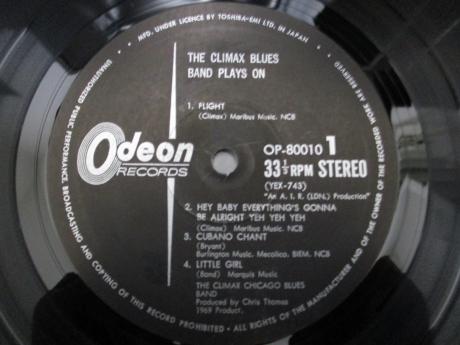 • MFG. UNDER LICENCE BY TOSHIBA-EMI LTD. IN JAPAN •
THE CLIMAX BLUES
BAND PLAYS ON
1. FLIGHT
(Climax) Maribus Music. NCB
Odeon
RECORDS
OP-80010 1
33⅓RPM STEREO
(YEX-743)
"An A. I. R. (LDN.) Production"
2. HEY BABY EVERYTHING'S GONNA
BE ALRIGHT YEH YEH YEH
(Climax) Maribus Music. NCB
3. CUBANO CHANT
(Bryant)
Burlington Music. Mecolico. BIEM. NCB
4. LITTLE GIRL
(Band) Marquis Music
THE CLIMAX CHICAGO BLUES
BAND
Produced by Chris Thomas
1969 Product.
UNAUTHORIZED PUBLIC PERFORMANCE, BROADCASTING AND COPYING OF THIS RECORD PROHIBITED • ALL RIGHTS OF THE MANUFACTURER AND OF THE OWNER OF THE RECORDED WORK ARE RESERVED